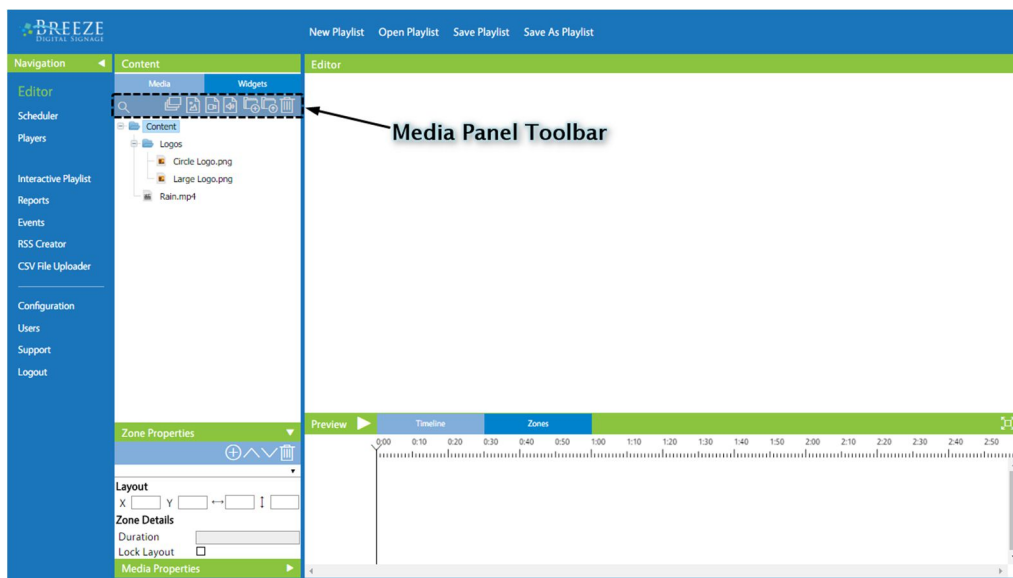 BREEZE
DIGITAL SIGNAGE
New Playlist Open Playlist Save Playlist Save As Playlist
Navigation
Editor
Scheduler
Players
Interactive Playlist
Reports
Events
RSS Creator
CSV File Uploader
Configuration
Users
Support
Logout
Content
Media Widgets
Content
Logos
Circle Logo.png
Large Logo.png
Rain.mp4
Editor
Media Panel Toolbar
Zone Properties
Layout
X Y
Zone Details
Duration
Lock Layout
Media Properties
Preview Timeline Zones
0:00 0:10 0:20 0:30 0:40 0:50 1:00 1:10 1:20 1:30 1:40 1:50 2:00 2:10 2:20 2:30 2:40 2:50